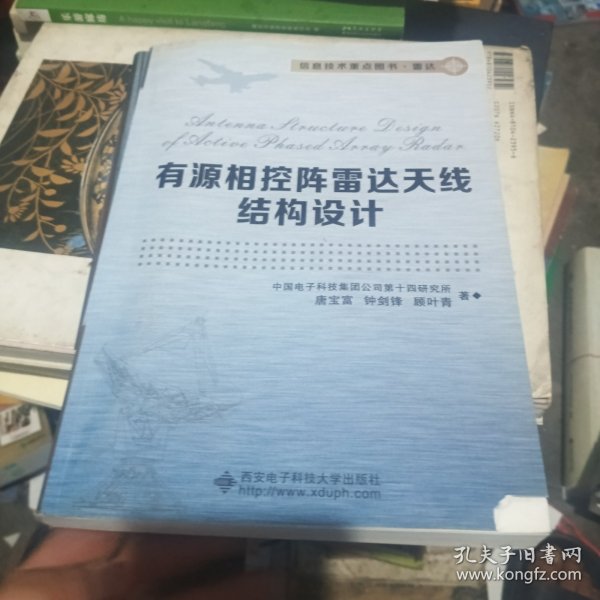 信息技术重点图书·雷达
Antenna Structure Design
of Active Phased Array Radar
有源相控阵雷达天线
结构设计
中国电子科技集团公司第十四研究所
唐宝富 钟剑锋 顾叶青 著
西安电子科技大学出版社
http://www.xduph.com
孔夫子旧书网
www.kongfz.com